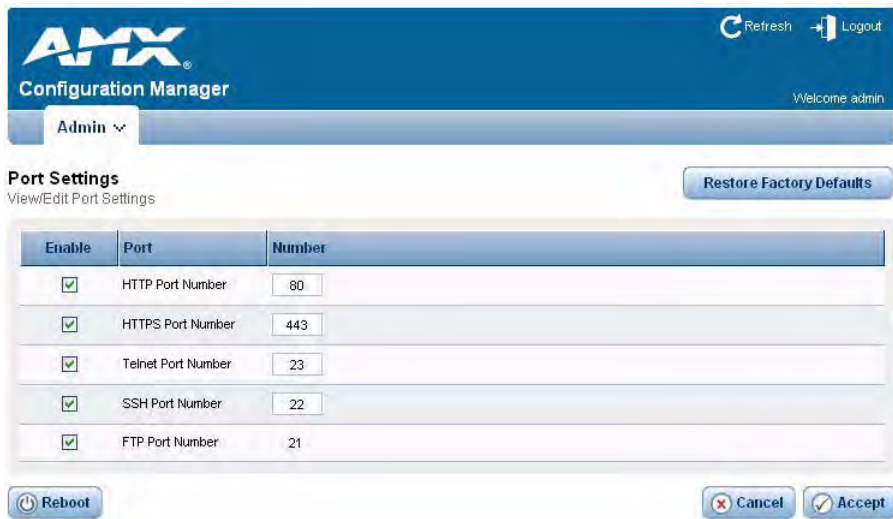 Refresh Logout
AMX®
Configuration Manager
Welcome admin
Admin
Port Settings
View/Edit Port Settings
Restore Factory Defaults
Enable Port Number
HTTP Port Number 80
HTTPS Port Number 443
Telnet Port Number 23
SSH Port Number 22
FTP Port Number 21
Reboot Cancel Accept